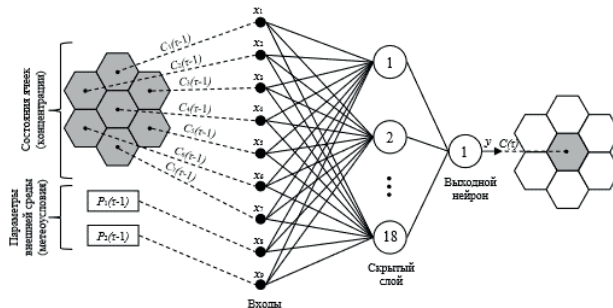 Состояния ячеек
(концентрации)
Параметры
внешней среды
(метеоусловия)
C₁(τ-1)
C₂(τ-1)
C₃(τ-1)
C₄(τ-1)
C₅(τ-1)
C₆(τ-1)
C₇(τ-1)
P₁(τ-1)
P₂(τ-1)
x₁
x₂
x₃
x₄
x₅
x₆
x₇
x₈
x₉
Входы
1
2
18
Скрытый
слой
1
Выходной
нейрон
y
C(τ)